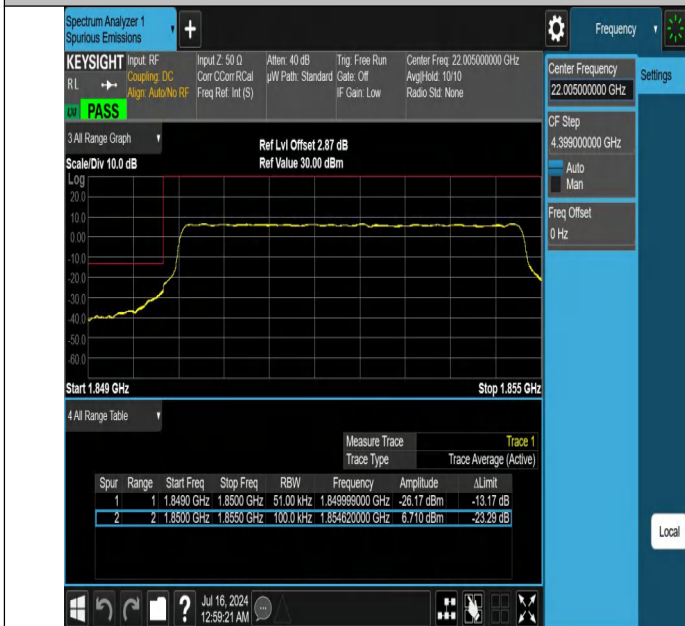 Spectrum Analyzer 1
Spurious Emissions
Frequency
KEYSIGHT
Input: RF
Coupling: DC
Align: Auto/No RF
Input Z: 50 Ω
Corr CCorr RCal
Freq Ref: Int (S)
Atten: 40 dB
µW Path: Standard
Trig: Free Run
Gate: Off
IF Gain: Low
Center Freq: 22.005000000 GHz
Avg|Hold: 10/10
Radio Std: None
RL
PASS
Center Frequency
22.005000000 GHz
Settings
CF Step
4.399000000 GHz
Auto
Man
Freq Offset
0 Hz
3 All Range Graph
Scale/Div 10.0 dB
Ref Lvl Offset 2.87 dB
Ref Value 30.00 dBm
Log
20.0
10.0
0.00
-10.0
-20.0
-30.0
-40.0
-50.0
-60.0
Start 1.849 GHz
Stop 1.855 GHz
4 All Range Table
Measure Trace Trace 1
Trace Type Trace Average (Active)
Spur Range Start Freq Stop Freq RBW Frequency Amplitude ΔLimit
1 1 1.8490 GHz 1.8500 GHz 51.00 kHz 1.849999000 GHz -26.17 dBm -13.17 dB
2 2 1.8500 GHz 1.8550 GHz 100.0 kHz 1.854620000 GHz 6.710 dBm -23.29 dB
Local
Jul 16, 2024
12:59:21 AM